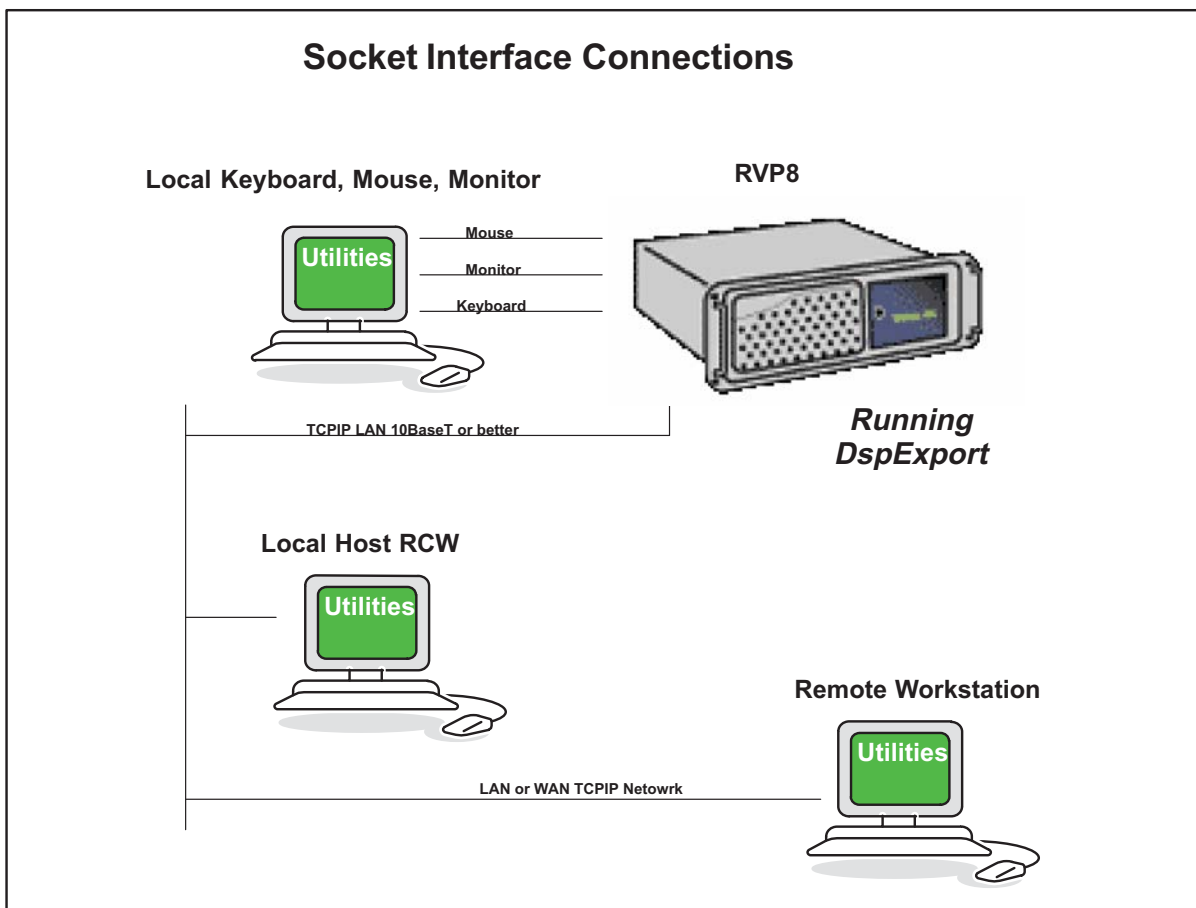 Socket Interface Connections
Local Keyboard, Mouse, Monitor
RVP8
Utilities
Mouse
Monitor
Keyboard
Running
DspExport
TCPIP LAN 10BaseT or better
Local Host RCW
Utilities
Remote Workstation
Utilities
LAN or WAN TCPIP Netowrk